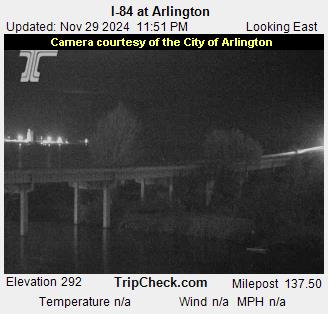 I-84 at Arlington
Updated: Nov 29 2024 11:51 PM Looking East
Camera courtesy of the City of Arlington
Elevation 292 TripCheck.com Milepost 137.50
Temperature n/a Wind n/a MPH n/a